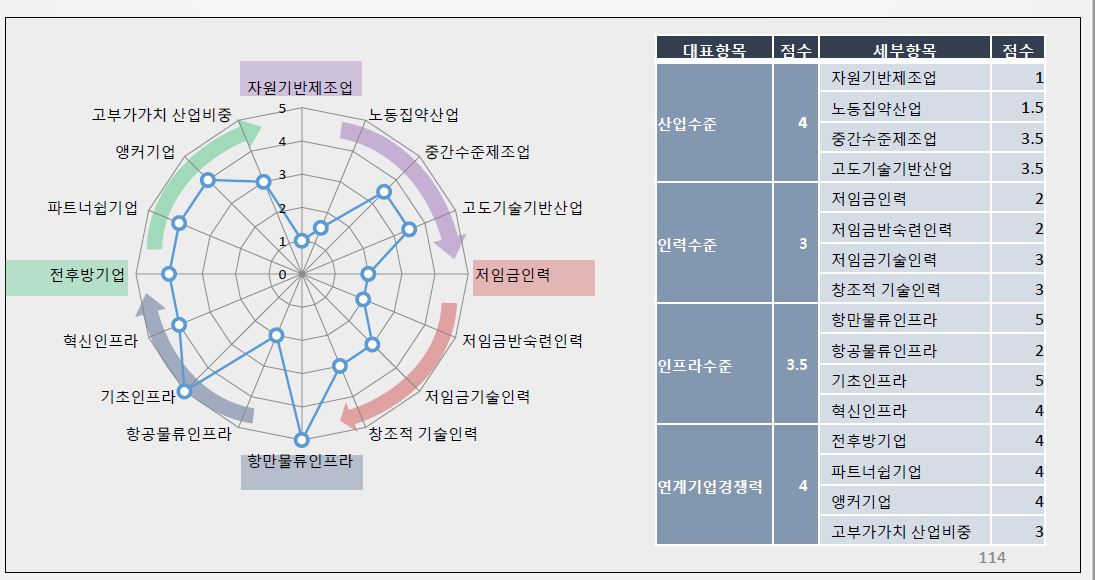 자원기반제조업
고부가가치 산업비중
노동집약산업
앵커기업
중간수준제조업
파트너쉽기업
고도기술기반산업
전후방기업
저임금인력
혁신인프라
저임금반숙련인력
기초인프라
저임금기술인력
항공물류인프라
창조적 기술인력
항만물류인프라
5
4
3
2
1
0
대표항목 점수 세부항목 점수
산업수준 4 자원기반제조업 1
노동집약산업 1.5
중간수준제조업 3.5
고도기술기반산업 3.5
인력수준 3 저임금인력 2
저임금반숙련인력 2
저임금기술인력 3
창조적 기술인력 3
인프라수준 3.5 항만물류인프라 5
항공물류인프라 2
기초인프라 5
혁신인프라 4
연계기업경쟁력 4 전후방기업 4
파트너쉽기업 4
앵커기업 4
고부가가치 산업비중 3
114